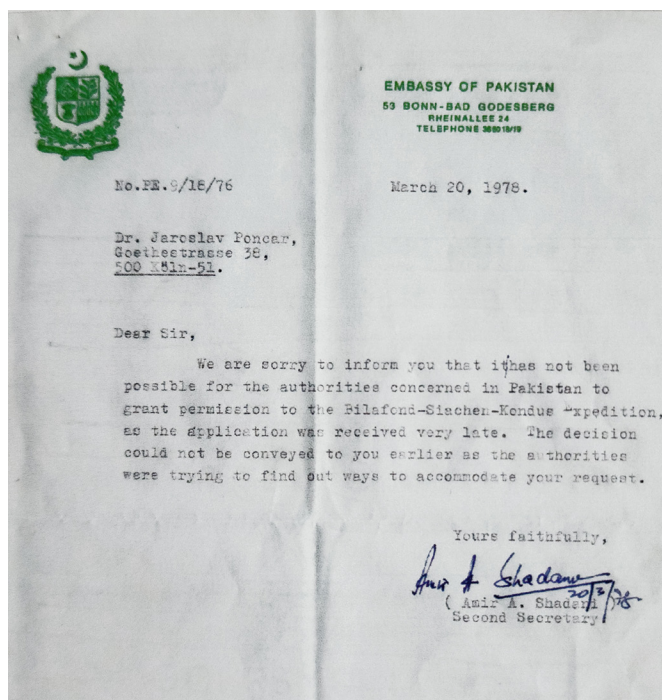 EMBASSY OF PAKISTAN
53 BONN-BAD GODESBERG
RHEINALLEE 24
TELEPHONE
No.PE.9/18/76
March 20, 1978.
Dr. Jaroslav Poncar,
Goethestrasse 38,
500 Köln-51.
Dear Sir,
We are sorry to inform you that it has not been
possible for the authorities concerned in Pakistan to
grant permission to the Bilafond-Siachen-Kondus Expedition,
as the application was received very late. The decision
could not be conveyed to you earlier as the authorities
were trying to find out ways to accommodate your request.
Yours faithfully,
Amir A Shadani
20/3/78
( Amir A. Shadani )
Second Secretary